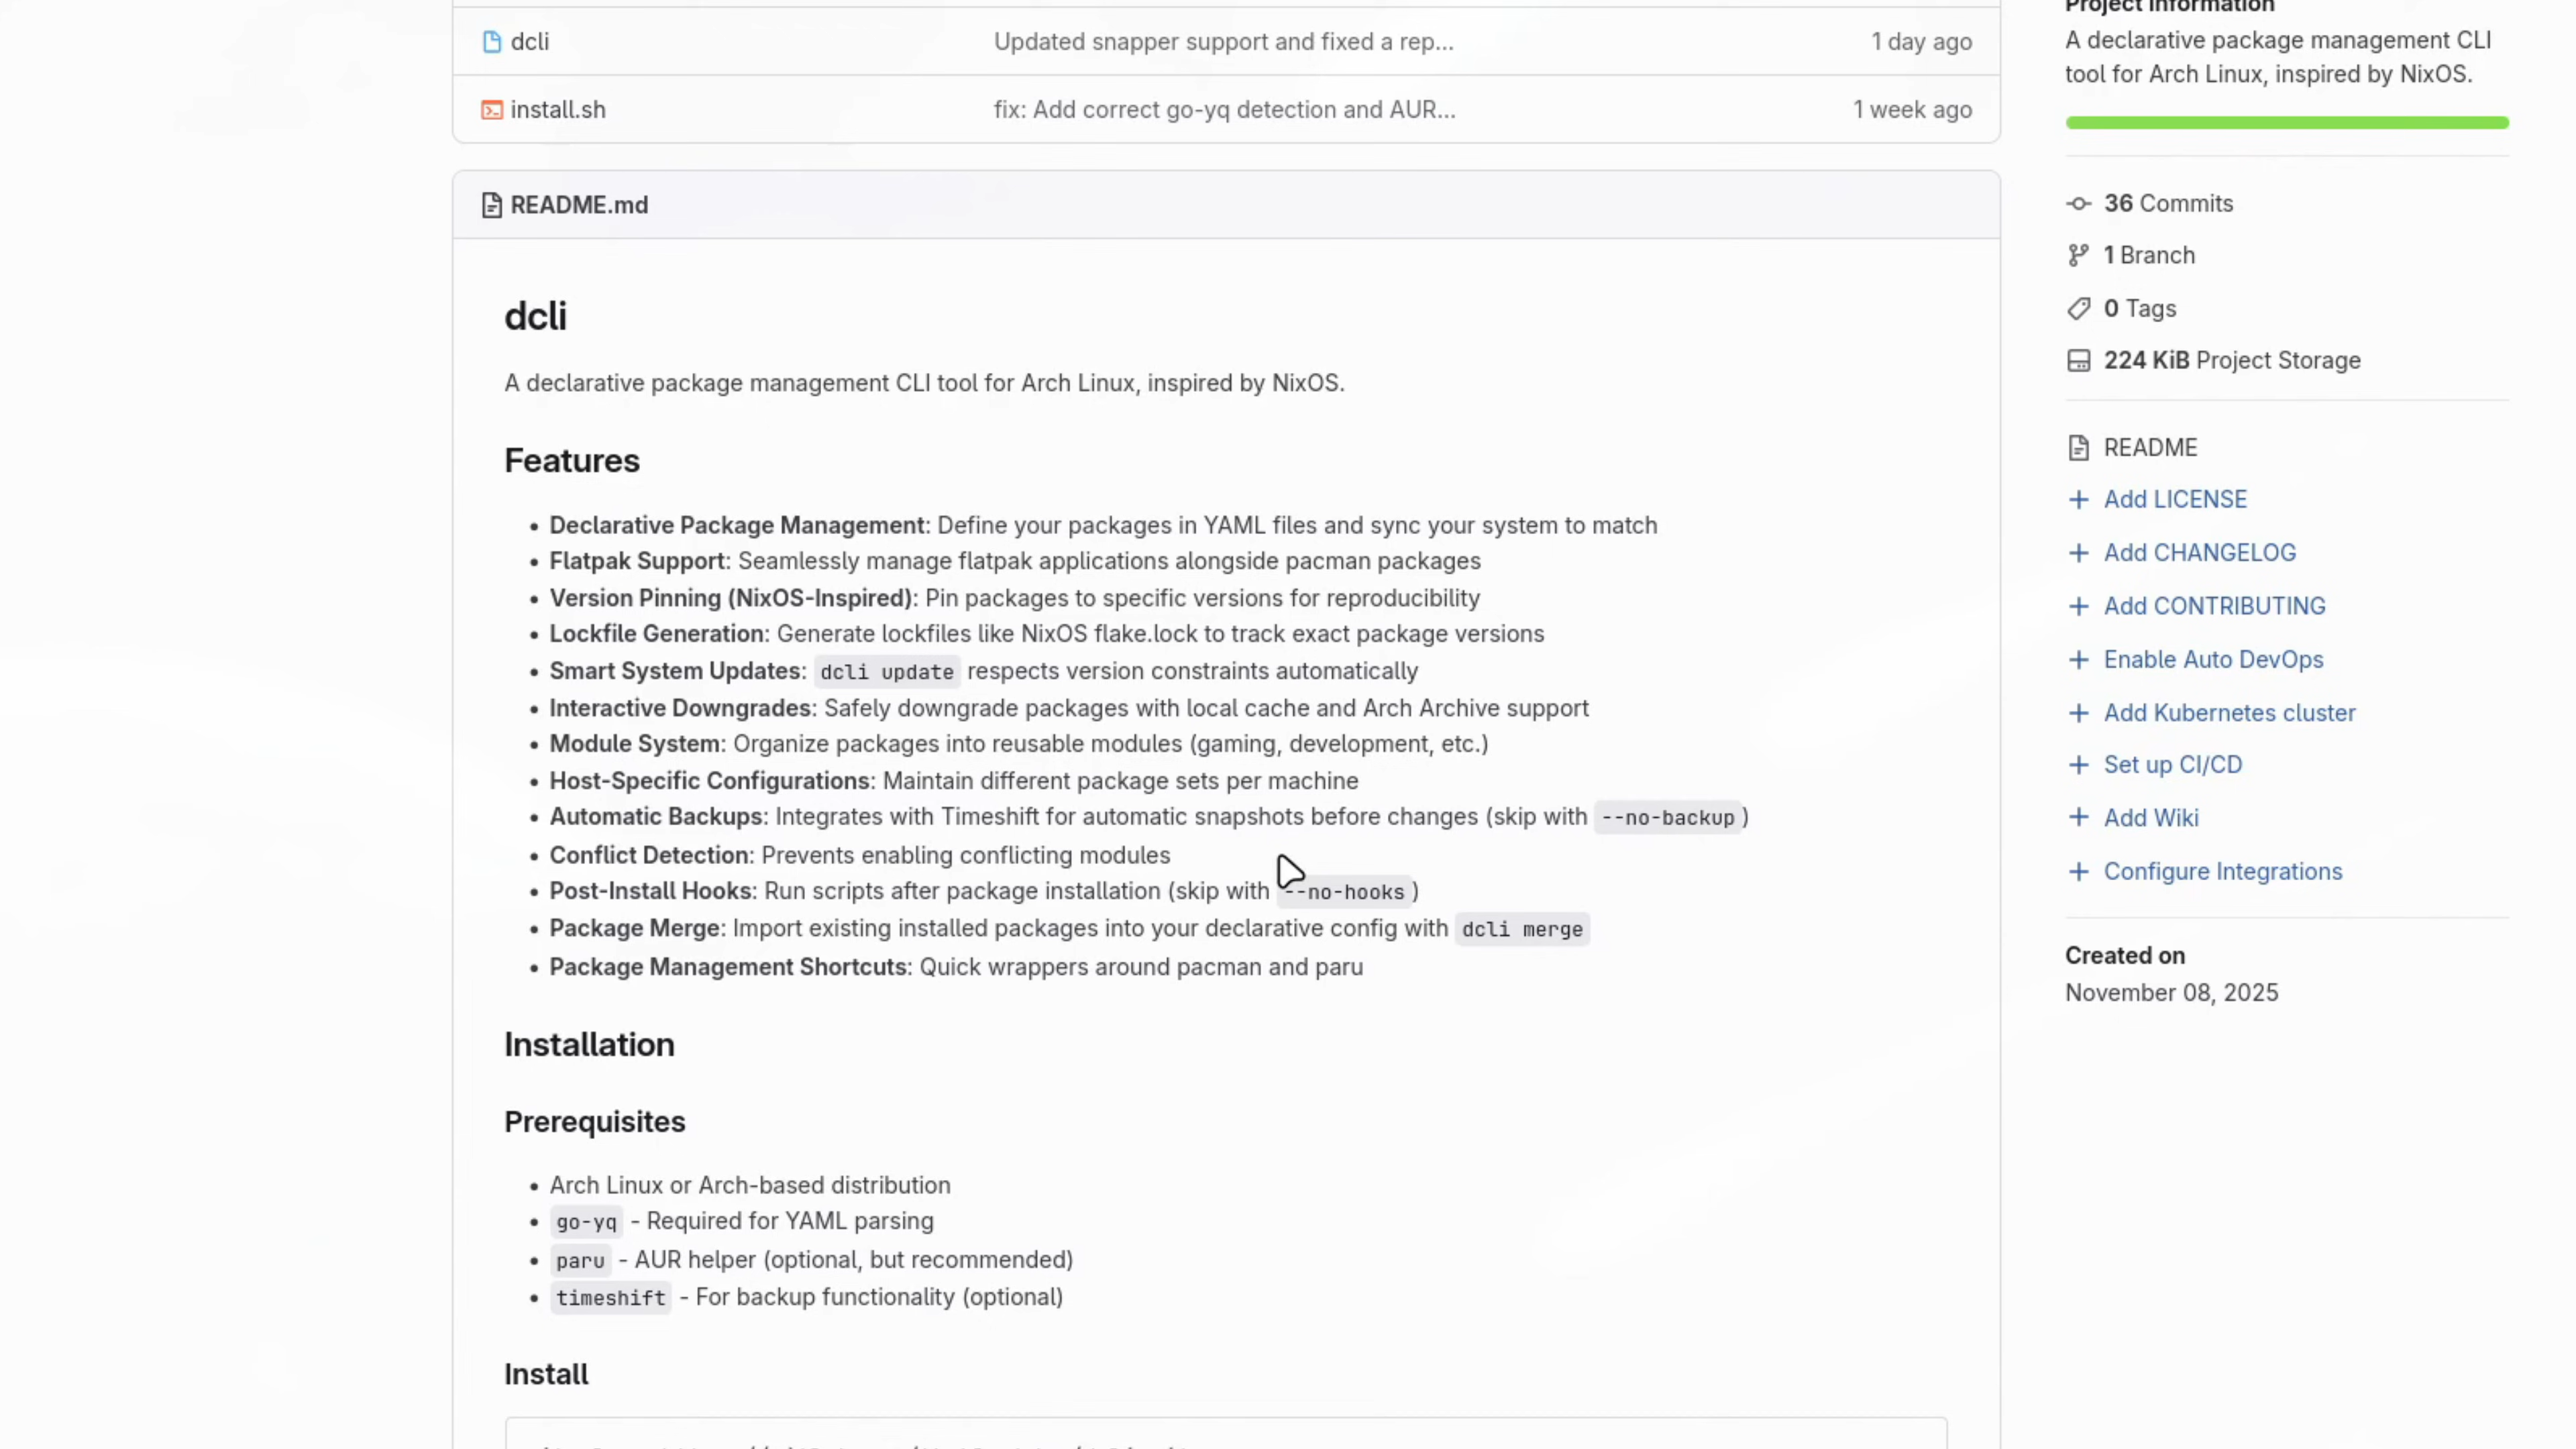 dcli Updated snapper support and fixed a rep... 1 day ago
install.sh fix: Add correct go-yq detection and AUR... 1 week ago
README.md
dcli
A declarative package management CLI tool for Arch Linux, inspired by NixOS.
Features
• Declarative Package Management: Define your packages in YAML files and sync your system to match
• Flatpak Support: Seamlessly manage flatpak applications alongside pacman packages
• Version Pinning (NixOS-Inspired): Pin packages to specific versions for reproducibility
• Lockfile Generation: Generate lockfiles like NixOS flake.lock to track exact package versions
• Smart System Updates: dcli update respects version constraints automatically
• Interactive Downgrades: Safely downgrade packages with local cache and Arch Archive support
• Module System: Organize packages into reusable modules (gaming, development, etc.)
• Host-Specific Configurations: Maintain different package sets per machine
• Automatic Backups: Integrates with Timeshift for automatic snapshots before changes (skip with --no-backup)
• Conflict Detection: Prevents enabling conflicting modules
• Post-Install Hooks: Run scripts after package installation (skip with --no-hooks)
• Package Merge: Import existing installed packages into your declarative config with dcli merge
• Package Management Shortcuts: Quick wrappers around pacman and paru
Installation
Prerequisites
• Arch Linux or Arch-based distribution
• go-yq - Required for YAML parsing
• paru - AUR helper (optional, but recommended)
• timeshift - For backup functionality (optional)
Install
Project information
A declarative package management CLI
tool for Arch Linux, inspired by NixOS.
36 Commits
1 Branch
0 Tags
224 KiB Project Storage
README
+ Add LICENSE
+ Add CHANGELOG
+ Add CONTRIBUTING
+ Enable Auto DevOps
+ Add Kubernetes cluster
+ Set up CI/CD
+ Add Wiki
+ Configure Integrations
Created on
November 08, 2025